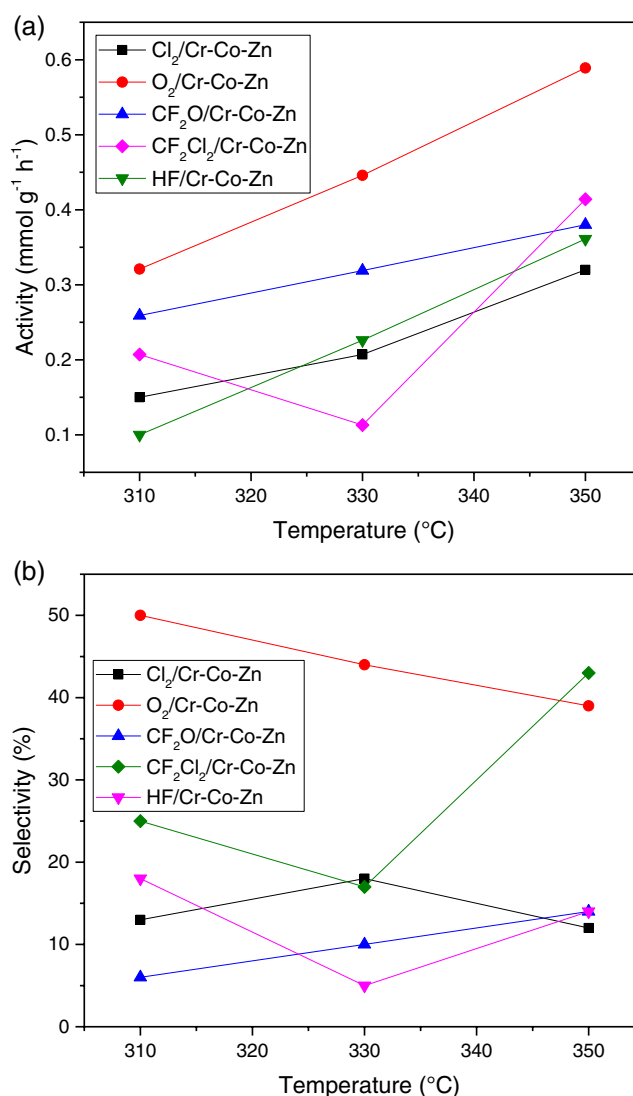 (a)
0.6
0.5
0.4
0.3
0.2
0.1
Activity (mmol g⁻¹ h⁻¹)
Cl₂/Cr-Co-Zn
O₂/Cr-Co-Zn
CF₂O/Cr-Co-Zn
CF₂Cl₂/Cr-Co-Zn
HF/Cr-Co-Zn
310 320 330 340 350
Temperature (°C)
(b)
50
40
30
20
10
0
Selectivity (%)
Cl₂/Cr-Co-Zn
O₂/Cr-Co-Zn
CF₂O/Cr-Co-Zn
CF₂Cl₂/Cr-Co-Zn
HF/Cr-Co-Zn
310 320 330 340 350
Temperature (°C)